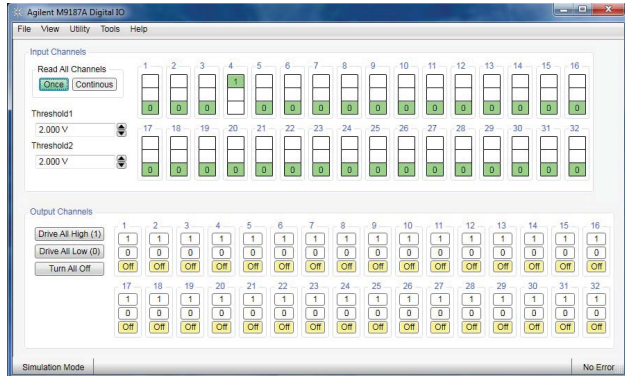 Agilent M9187A Digital IO
File View Utility Tools Help
Input Channels
Read All Channels
Once Continous
Threshold1
2.000 V
Threshold2
2.000 V
1 2 3 4 5 6 7 8 9 10 11 12 13 14 15 16
1
0 0 0 0 0 0 0 0 0 0 0 0 0 0 0
17 18 19 20 21 22 23 24 25 26 27 28 29 30 31 32
0 0 0 0 0 0 0 0 0 0 0 0 0 0 0 0
Output Channels
Drive All High (1)
Drive All Low (0)
Turn All Off
1 2 3 4 5 6 7 8 9 10 11 12 13 14 15 16
1 1 1 1 1 1 1 1 1 1 1 1 1 1 1 1
0 0 0 0 0 0 0 0 0 0 0 0 0 0 0 0
Off Off Off Off Off Off Off Off Off Off Off Off Off Off Off Off
17 18 19 20 21 22 23 24 25 26 27 28 29 30 31 32
1 1 1 1 1 1 1 1 1 1 1 1 1 1 1 1
0 0 0 0 0 0 0 0 0 0 0 0 0 0 0 0
Off Off Off Off Off Off Off Off Off Off Off Off Off Off Off Off
Simulation Mode No Error